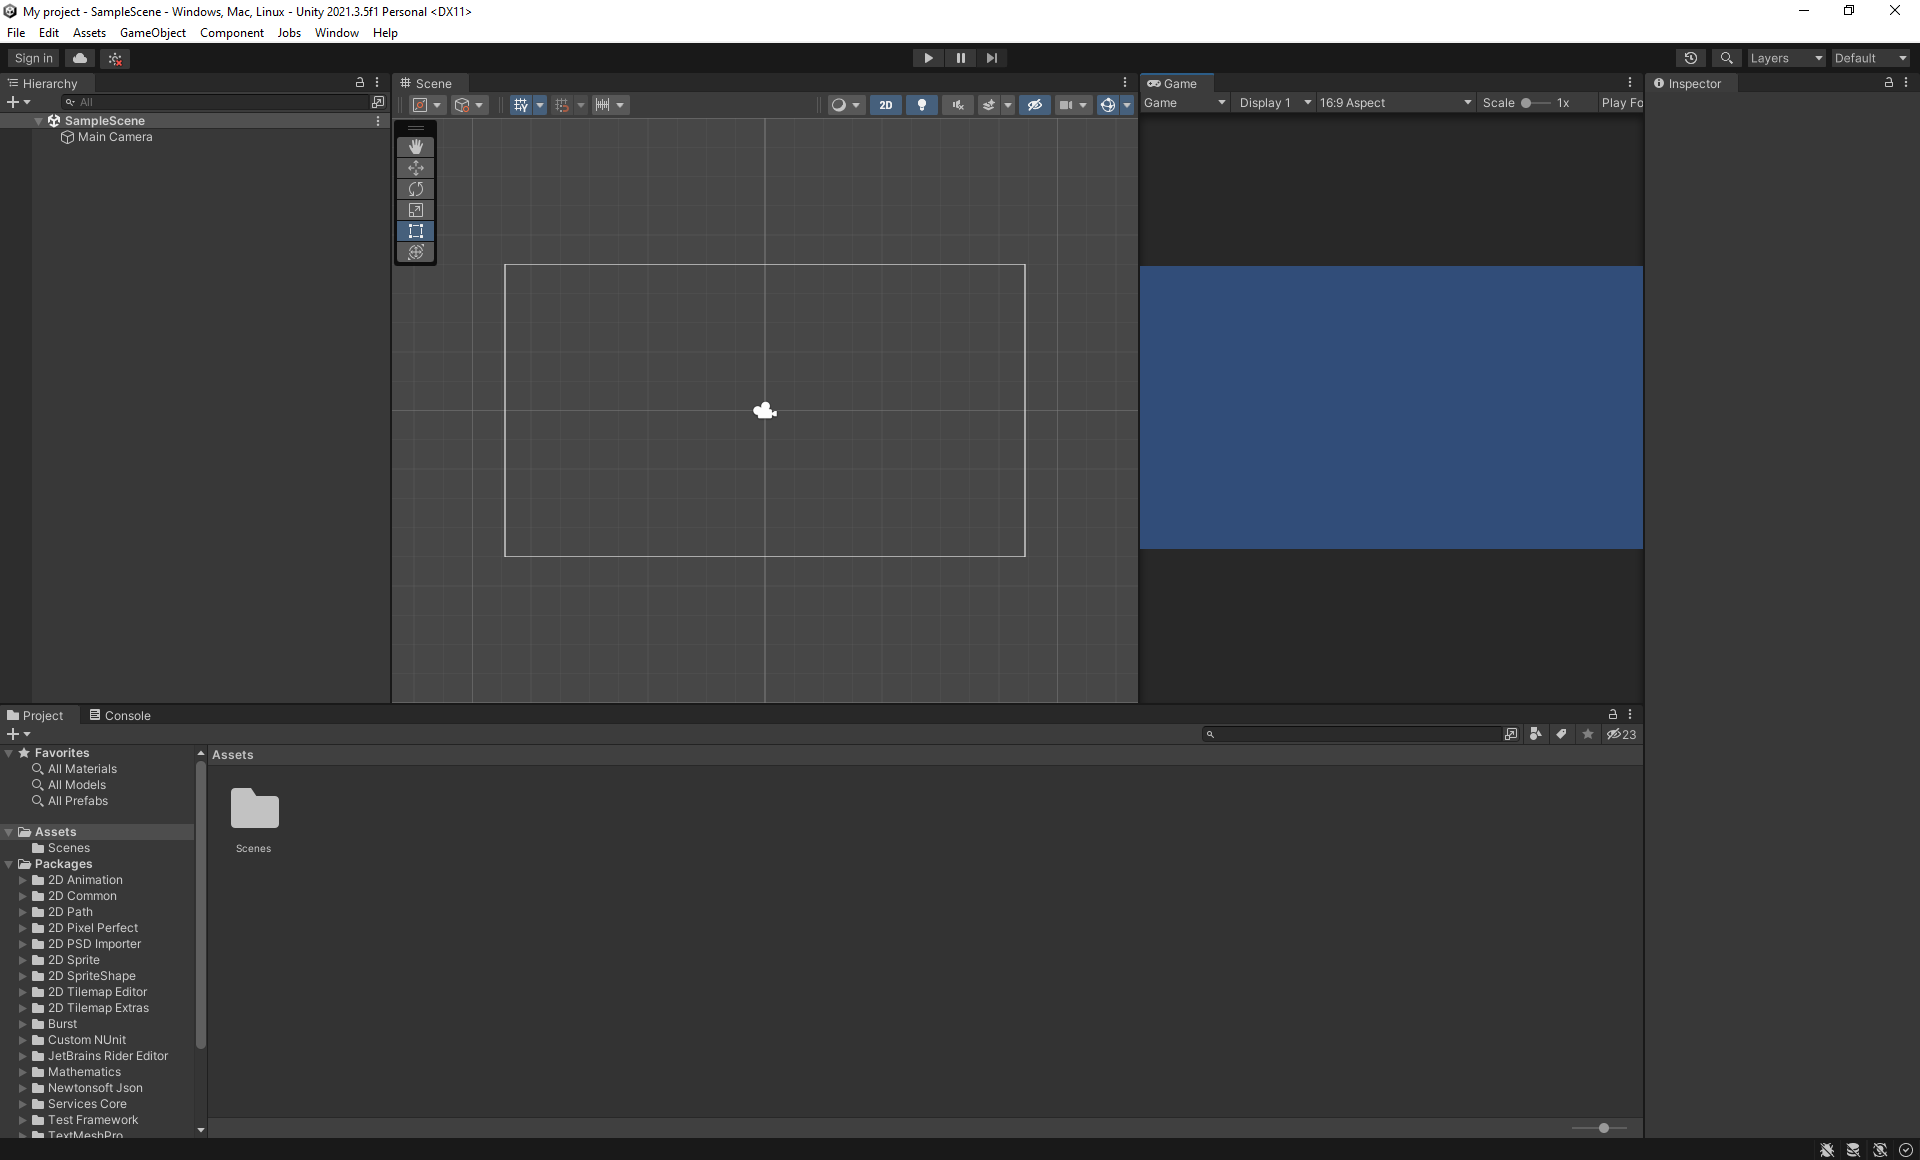 My project - SampleScene - Windows, Mac, Linux - Unity 2021.3.5f1 Personal <DX11>
File Edit Assets GameObject Component Jobs Window Help
Sign in
Layers
Default
Hierarchy
All
SampleScene
Main Camera
Scene
2D
Game
Game
Display 1
16:9 Aspect
Scale
1x
Play Fo
Inspector
Project
Console
23
Favorites
All Materials
All Models
All Prefabs
Assets
Scenes
Packages
2D Animation
2D Common
2D Path
2D Pixel Perfect
2D PSD Importer
2D Sprite
2D SpriteShape
2D Tilemap Editor
2D Tilemap Extras
Burst
Custom NUnit
JetBrains Rider Editor
Mathematics
Newtonsoft Json
Services Core
Test Framework
TextMeshPro
Assets
Scenes